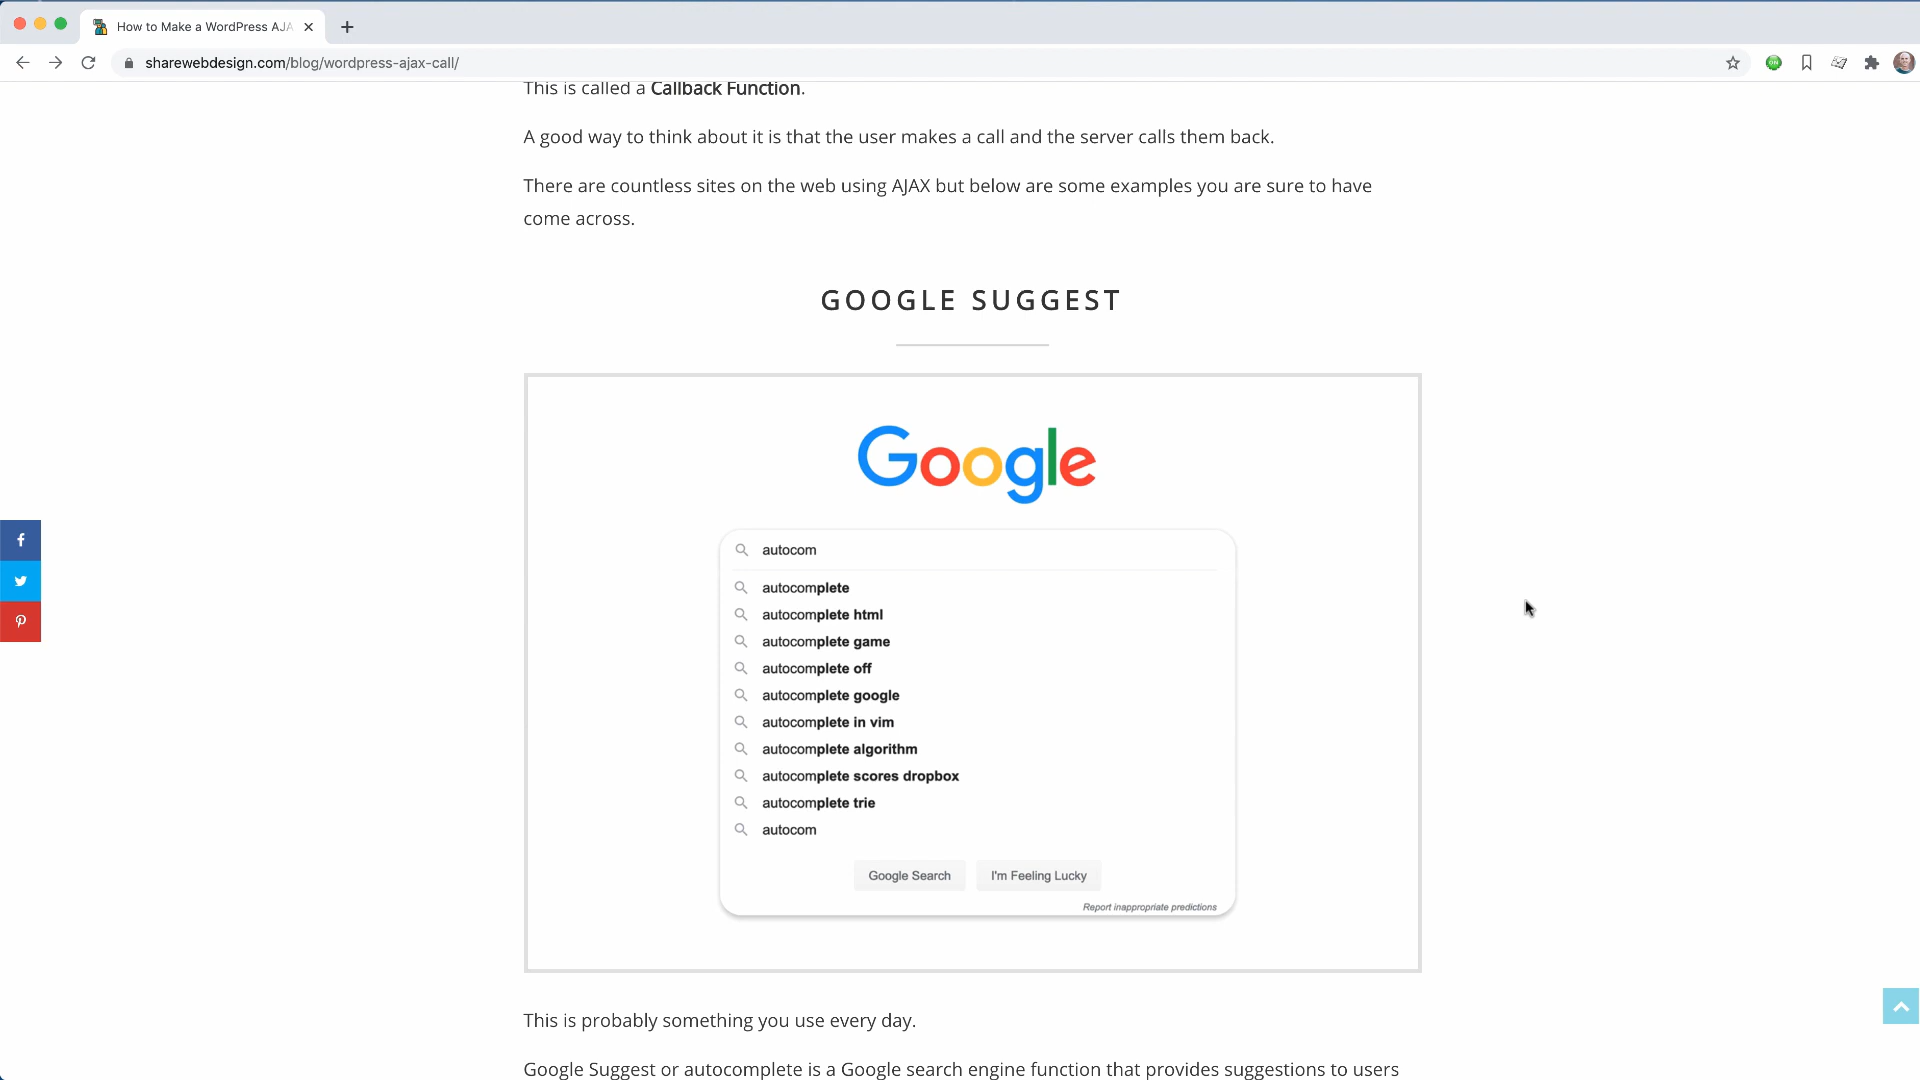 How to Make a WordPress AJA
sharewebdesign.com/blog/wordpress-ajax-call/
This is called a Callback Function.
A good way to think about it is that the user makes a call and the server calls them back.
There are countless sites on the web using AJAX but below are some examples you are sure to have
come across.
GOOGLE SUGGEST
Google
autocom
autocomplete
autocomplete html
autocomplete game
autocomplete off
autocomplete google
autocomplete in vim
autocomplete algorithm
autocomplete scores dropbox
autocomplete trie
autocom
Google Search
I'm Feeling Lucky
Report inappropriate predictions
This is probably something you use every day.
Google Suggest or autocomplete is a Google search engine function that provides suggestions to users